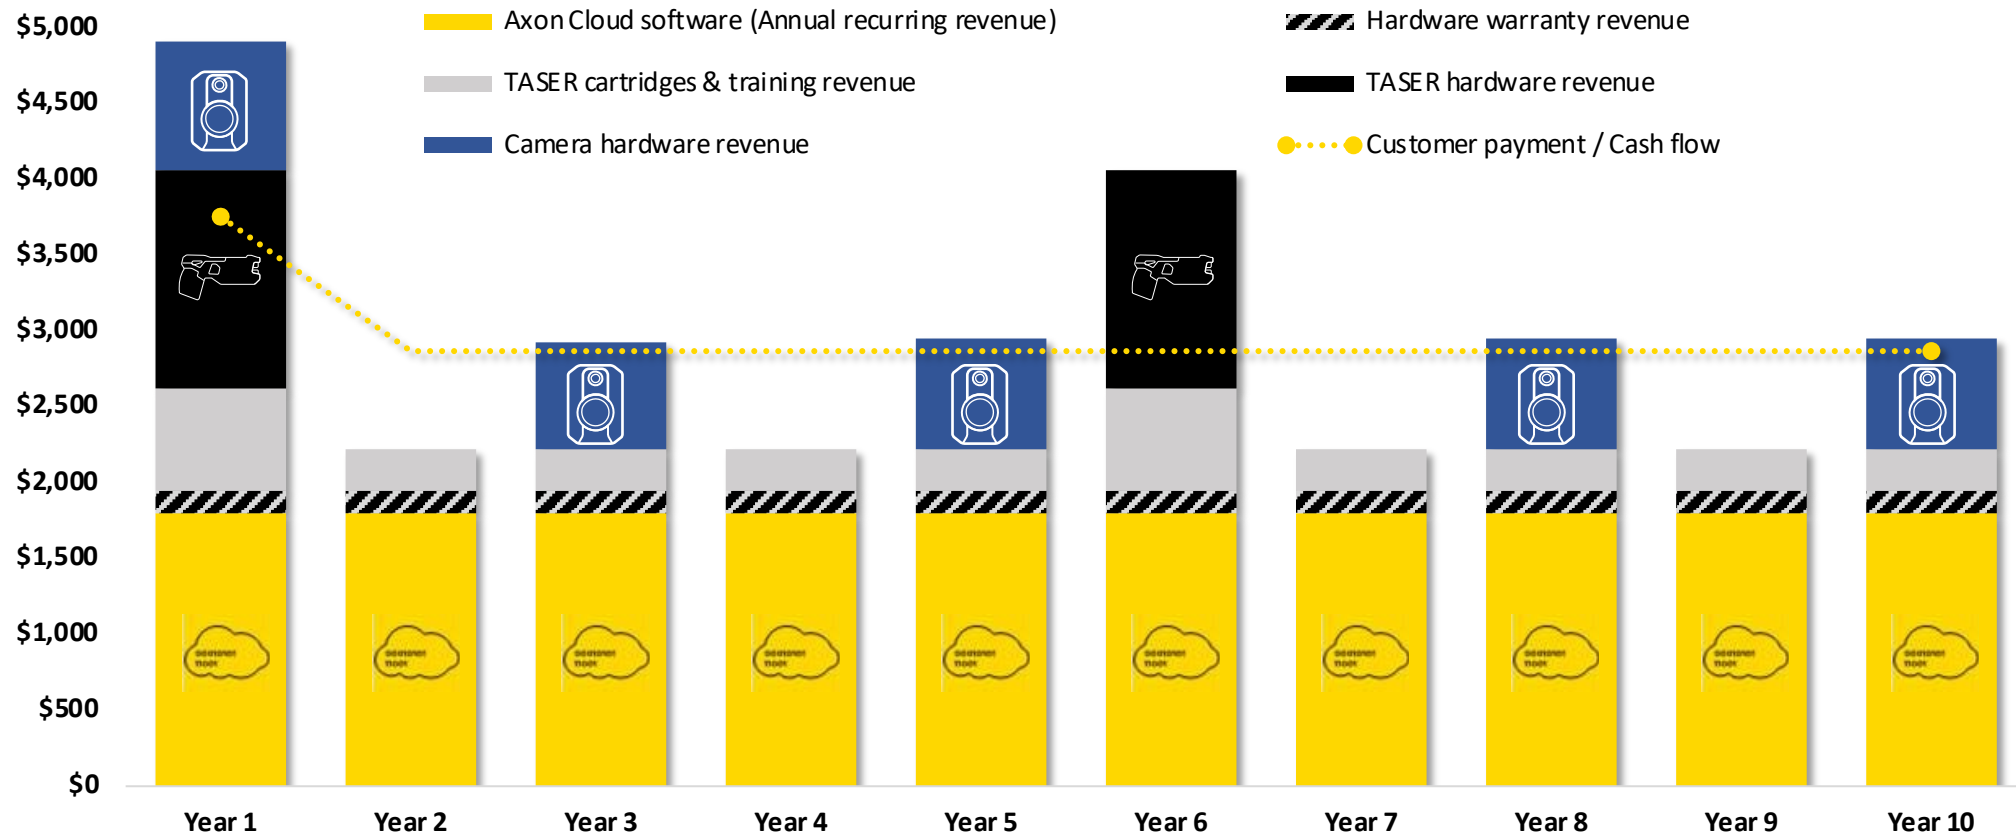 Axon Cloud software (Annual recurring revenue)
Hardware warranty revenue
TASER cartridges & training revenue
TASER hardware revenue
Camera hardware revenue
Customer payment / Cash flow
$5,000
$4,500
$4,000
$3,500
$3,000
$2,500
$2,000
$1,500
$1,000
$500
$0
Year 1
Year 2
Year 3
Year 4
Year 5
Year 6
Year 7
Year 8
Year 9
Year 10